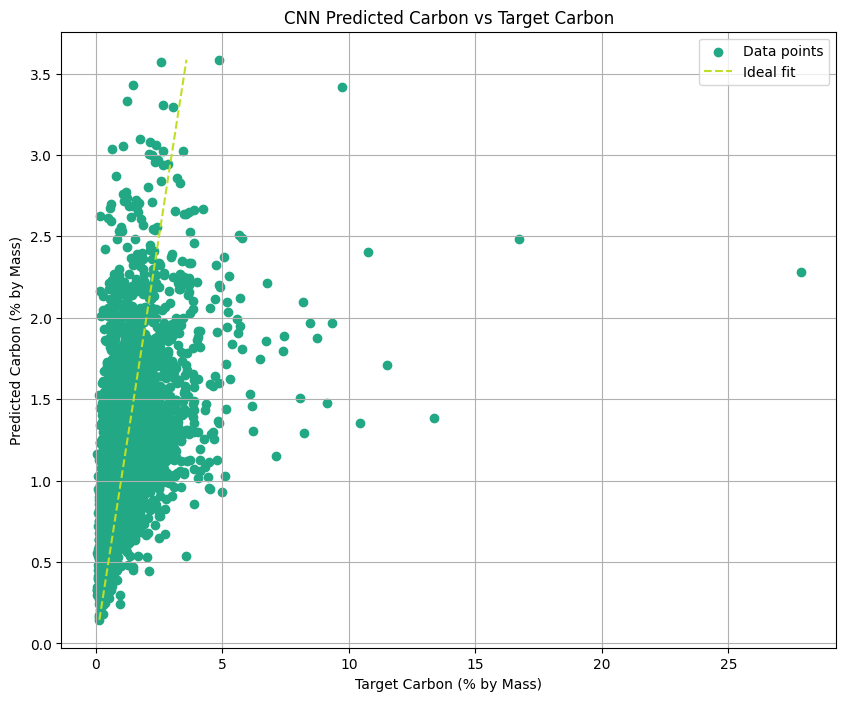 CNN Predicted Carbon vs Target Carbon
Data points
Ideal fit
Predicted Carbon (% by Mass)
3.5
3.0
2.5
2.0
1.5
1.0
0.5
0.0
0
5
10
15
20
25
Target Carbon (% by Mass)